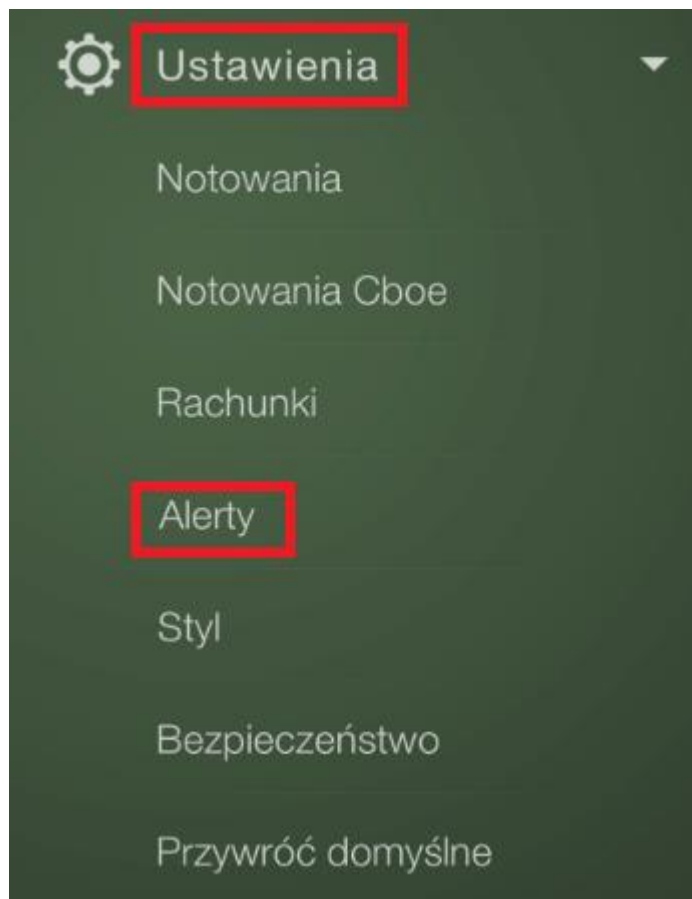 Ustawienia
Notowania
Notowania Cboe
Rachunki
Alerty
Styl
Bezpieczeństwo
Przywróć domyślne